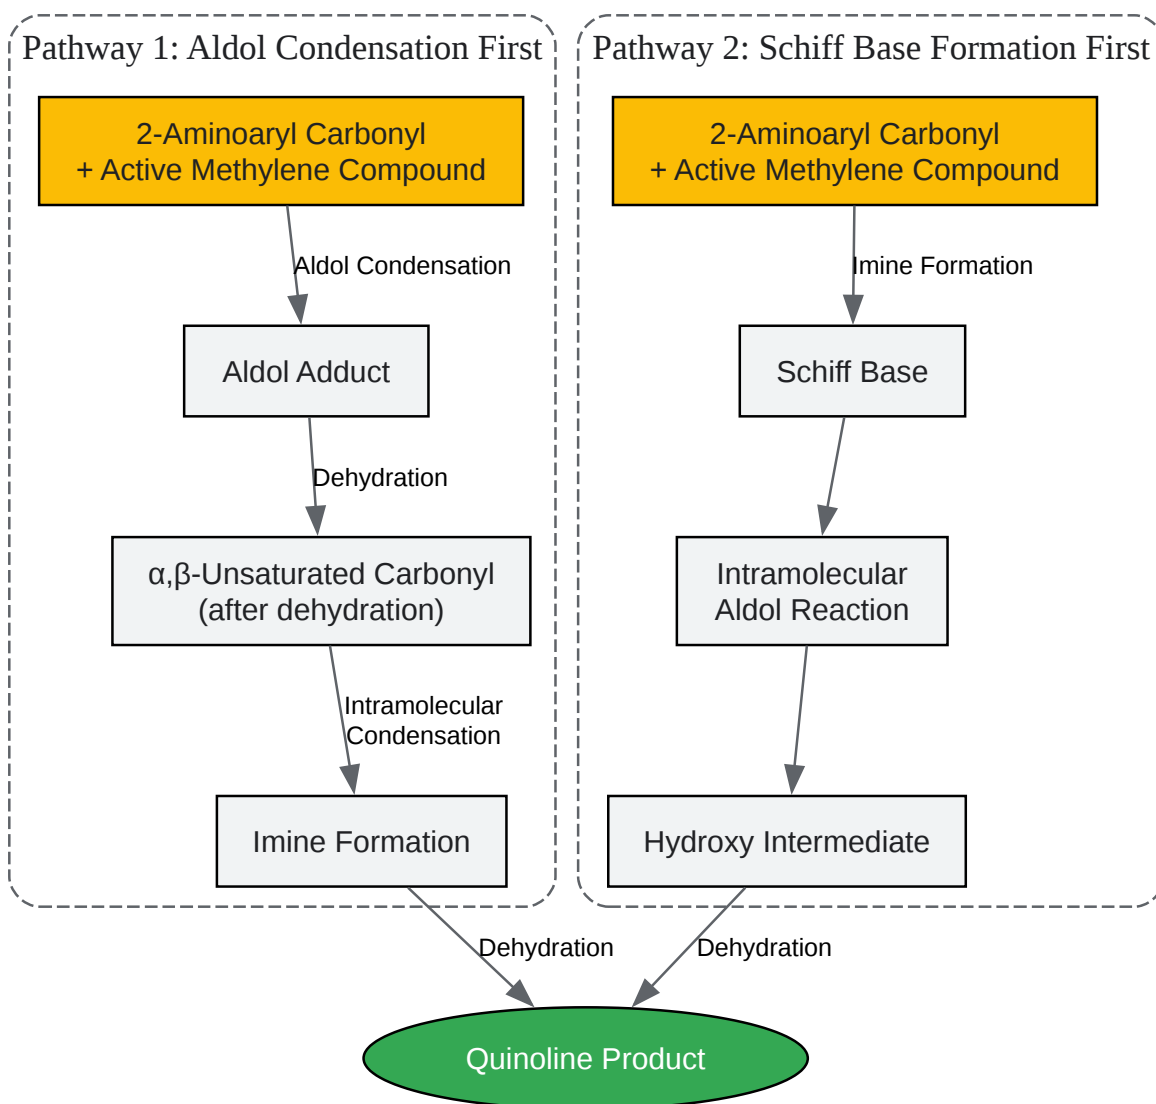 Pathway 1: Aldol Condensation First
2-Aminoaryl Carbonyl
+ Active Methylene Compound
Aldol Condensation
Aldol Adduct
Dehydration
α,β-Unsaturated Carbonyl
(after dehydration)
Intramolecular
Condensation
Imine Formation
Dehydration
Pathway 2: Schiff Base Formation First
2-Aminoaryl Carbonyl
+ Active Methylene Compound
Imine Formation
Schiff Base
Intramolecular
Aldol Reaction
Hydroxy Intermediate
Dehydration
Quinoline Product